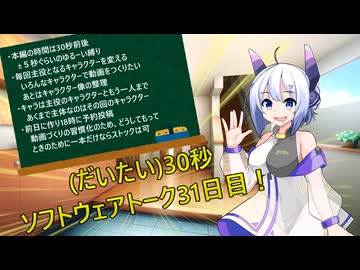 ・本編の時間は30秒前後
±５秒ぐらいのゆるーい縛り
・毎回主役となるキャラクターを変える
いろんなキャラクターで動画をつくりたい
あとはキャラクター像の整理
・キャラは主役のキャラクターともう一人まで
あくまで主体なのはその回のキャラクター
・前日に作り18時に予約投稿
動画づくりの習慣化のため、どうしてもって
ときのために一本だけならストックは可
(だいたい)30秒
ソフトウェアトーク31日目！